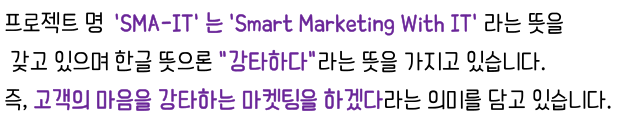 프로젝트 명 'SMA-IT' 는 'Smart Marketing With IT' 라는 뜻을
갖고 있으며 한글 뜻으론 "강타하다"라는 뜻을 가지고 있습니다.
즉, 고객의 마음을 강타하는 마켓팅을 하겠다라는 의미를 담고 있습니다.